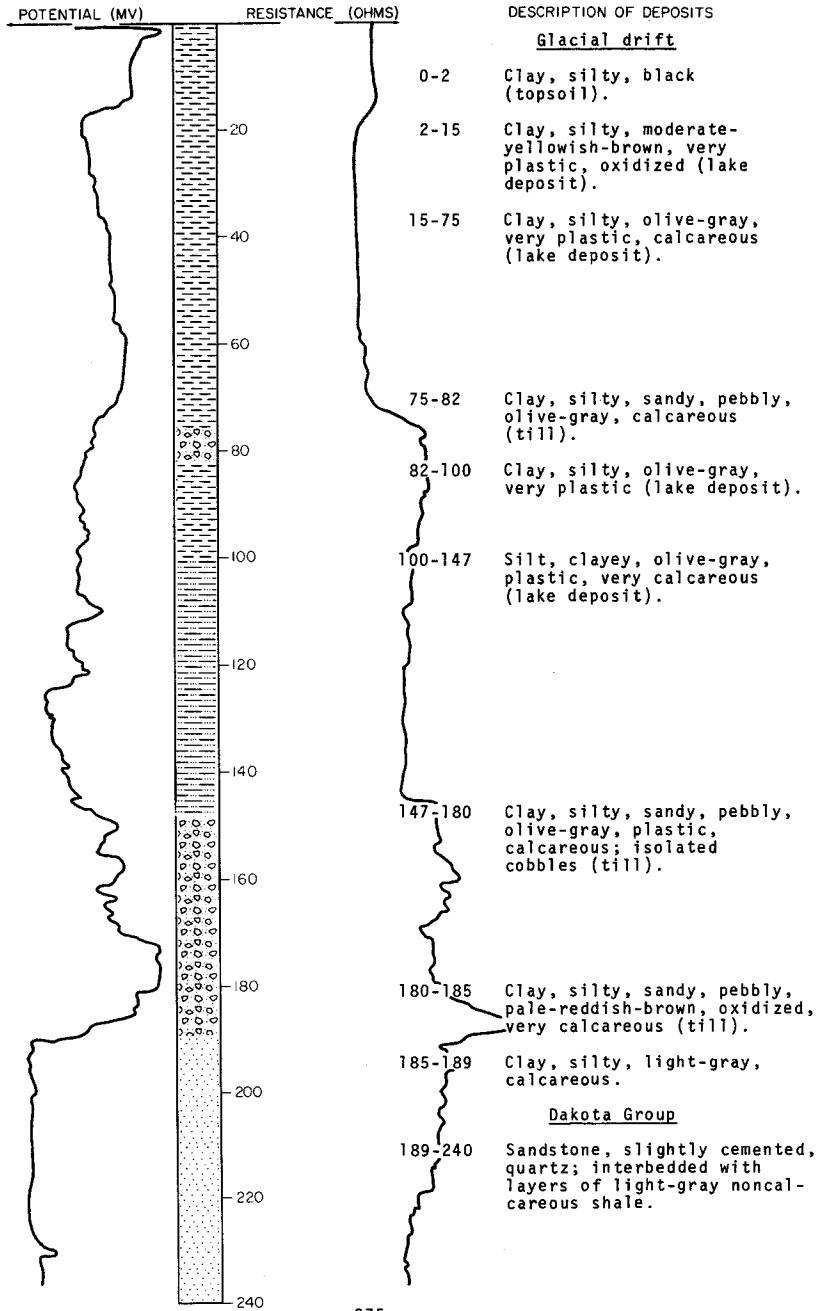 POTENTIAL (MV) RESISTANCE (OHMS) DESCRIPTION OF DEPOSITS
Glacial drift
0-2 Clay, silty, black
(topsoil).
20
2-15 Clay, silty, moderate-
yellowish-brown, very
plastic, oxidized (lake
deposit).
15-75 Clay, silty, olive-gray,
very plastic, calcareous
(lake deposit).
40
60
75-82 Clay, silty, sandy, pebbly,
olive-gray, calcareous
(till).
80
82-100 Clay, silty, olive-gray,
very plastic (lake deposit).
100
100-147 Silt, clayey, olive-gray,
plastic, very calcareous
(lake deposit).
120
140
147-180 Clay, silty, sandy, pebbly,
olive-gray, plastic,
calcareous; isolated
cobbles (till).
160
180
180-185 Clay, silty, sandy, pebbly,
pale-reddish-brown, oxidized,
very calcareous (till).
185-189 Clay, silty, light-gray,
calcareous.
200
Dakota Group
189-240 Sandstone, slightly cemented,
quartz; interbedded with
layers of light-gray noncal-
careous shale.
220
240